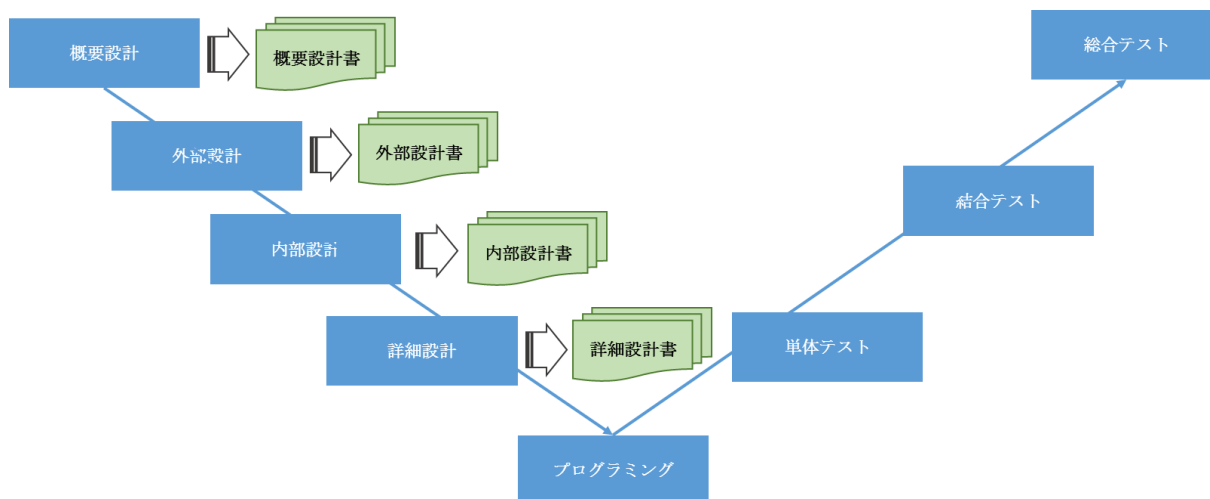 概要設計
概要設計書
総合テスト
外部設計
外部設計書
結合テスト
内部設計
内部設計書
詳細設計
詳細設計書
単体テスト
プログラミング